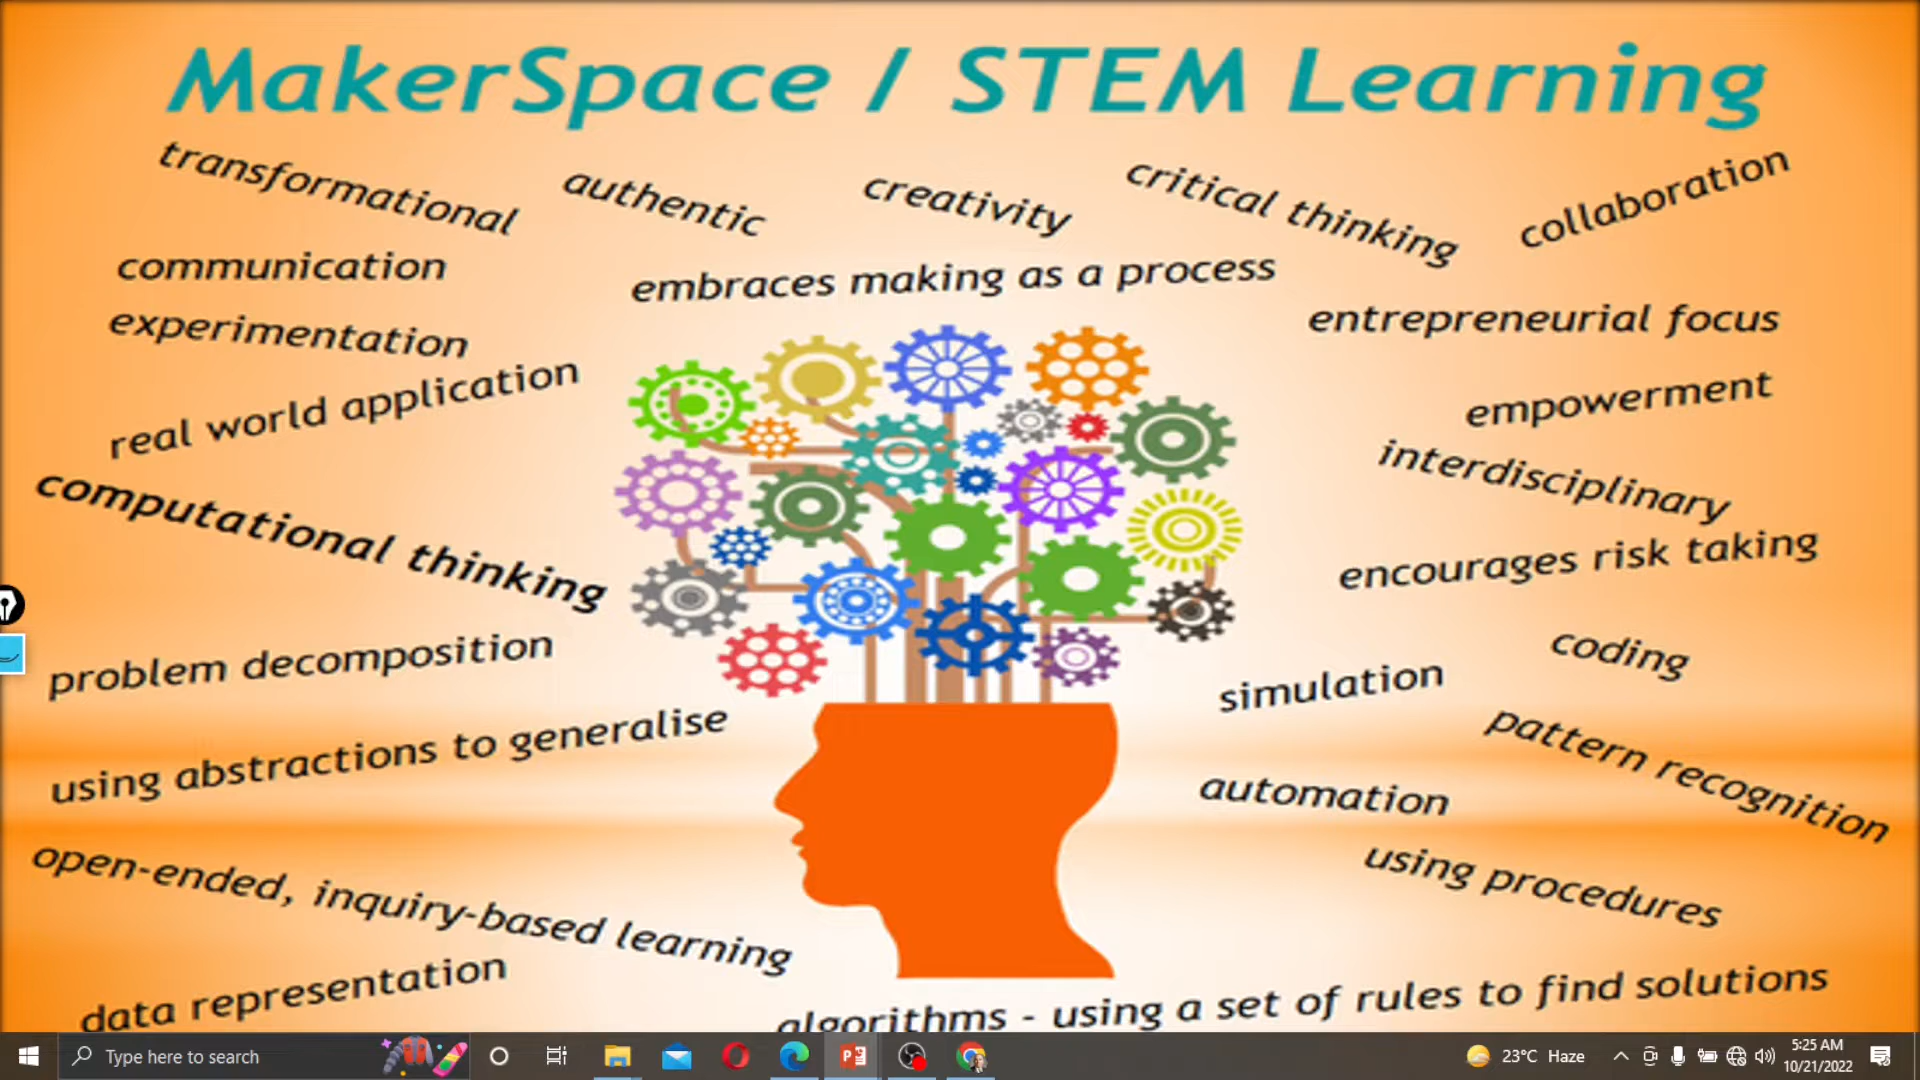 MakerSpace / STEM Learning
transformational
authentic
creativity
critical thinking
collaboration
communication
embraces making as a process
experimentation
entrepreneurial focus
real world application
empowerment
interdisciplinary
computational thinking
encourages risk taking
problem decomposition
simulation
coding
using abstractions to generalise
pattern recognition
automation
open-ended, inquiry-based learning
using procedures
data representation
algorithms - using a set of rules to find solutions
Type here to search
23°C Haze
5:25 AM
10/21/2022